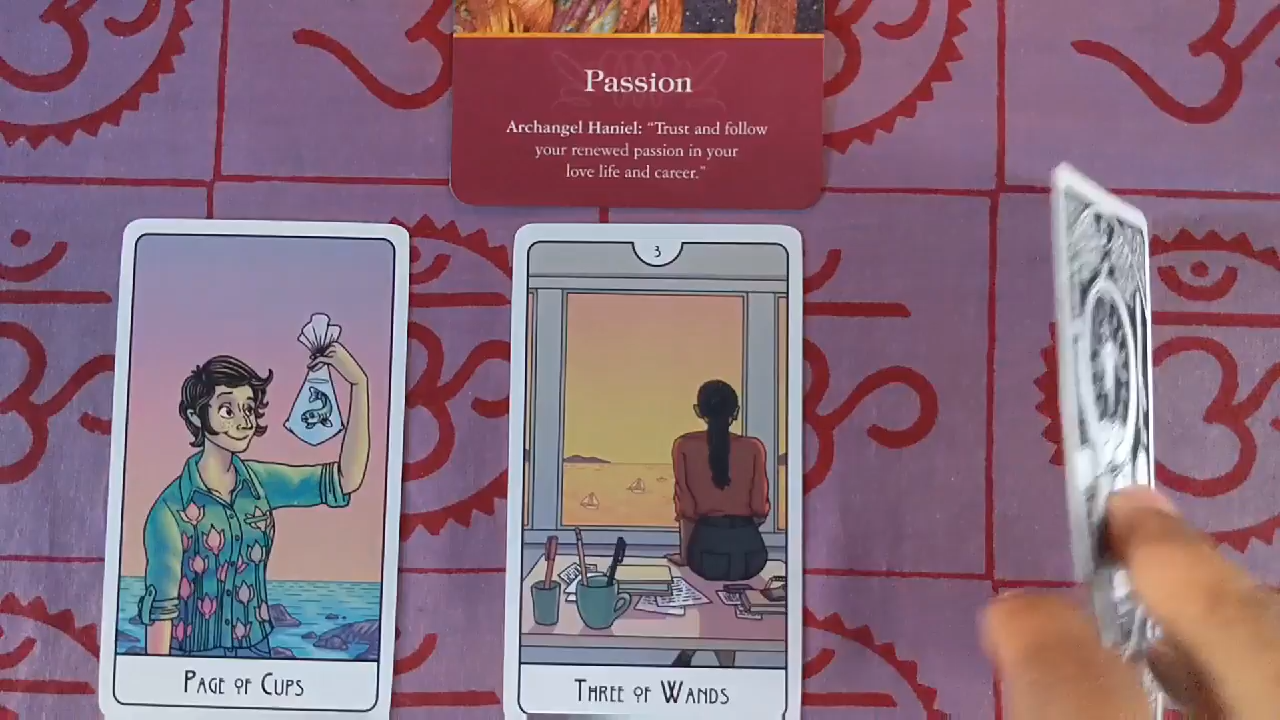 Passion
Archangel Haniel: “Trust and follow
your renewed passion in your
love life and career.”
3
Page of Cups
Three of Wands